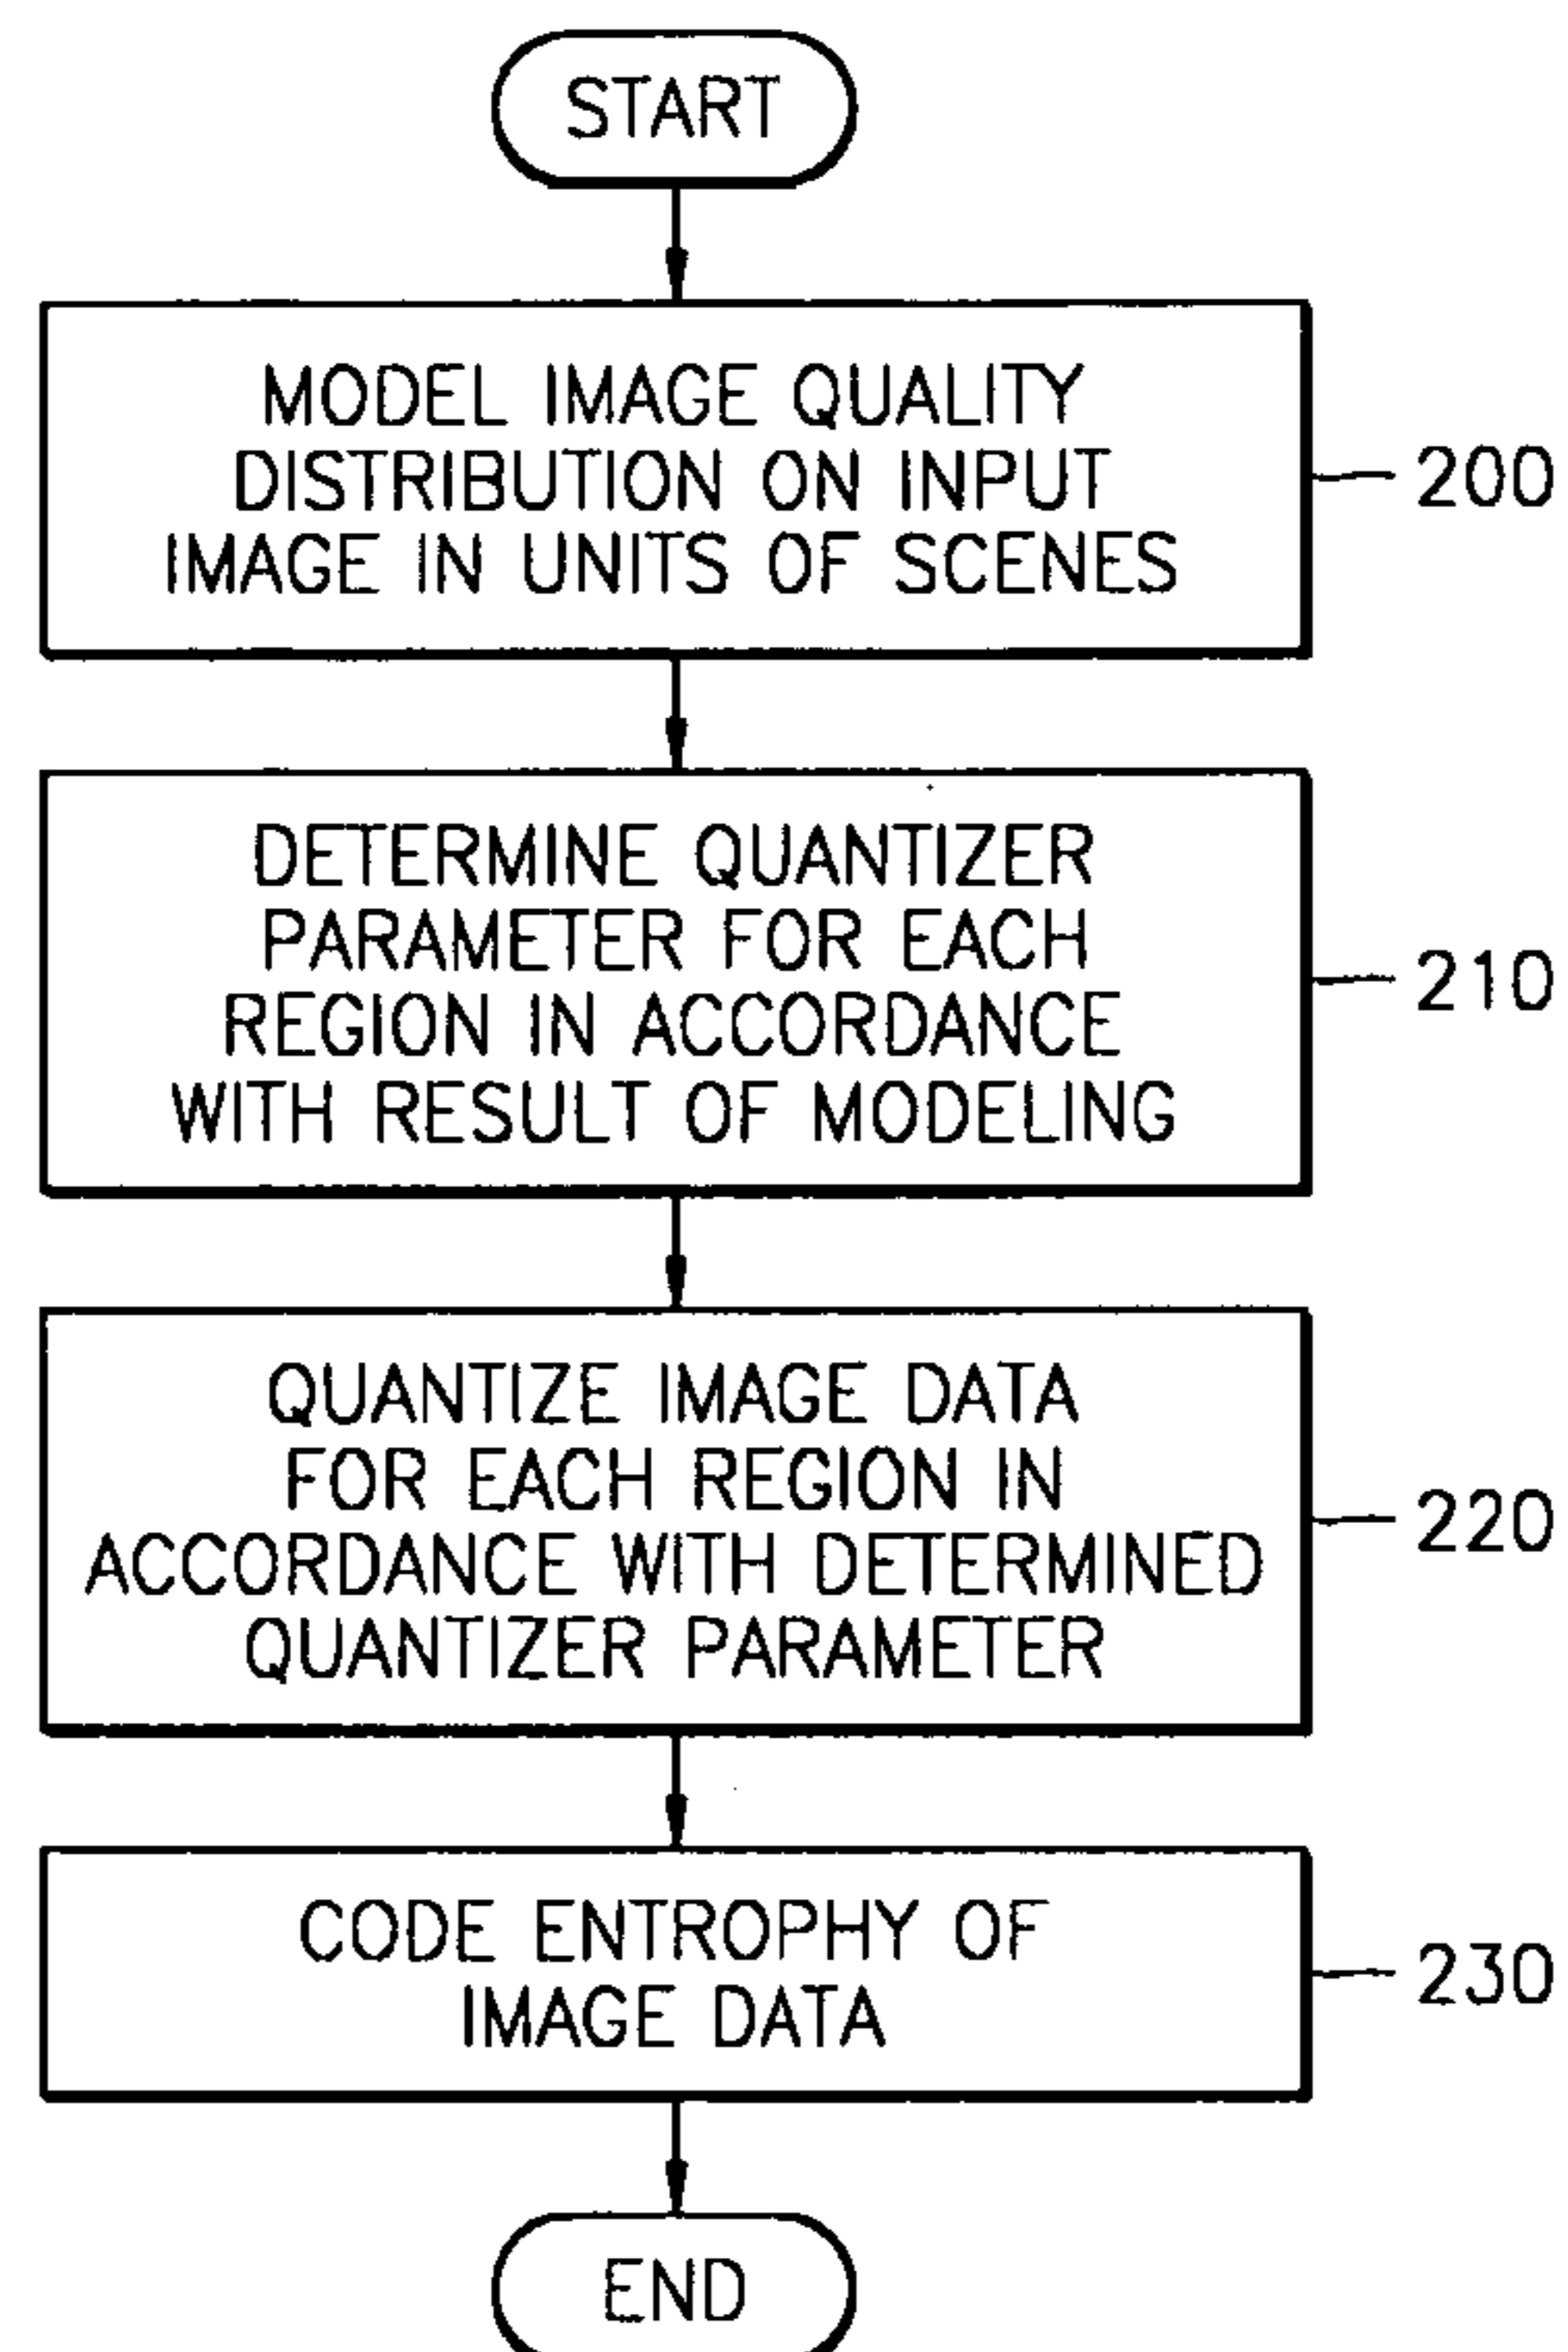 START
MODEL IMAGE QUALITY
DISTRIBUTION ON INPUT
IMAGE IN UNITS OF SCENES
200
DETERMINE QUANTIZER
PARAMETER FOR EACH
REGION IN ACCORDANCE
WITH RESULT OF MODELING
210
QUANTIZE IMAGE DATA
FOR EACH REGION IN
ACCORDANCE WITH DETERMINED
QUANTIZER PARAMETER
220
CODE ENTROPHY OF
IMAGE DATA
230
END